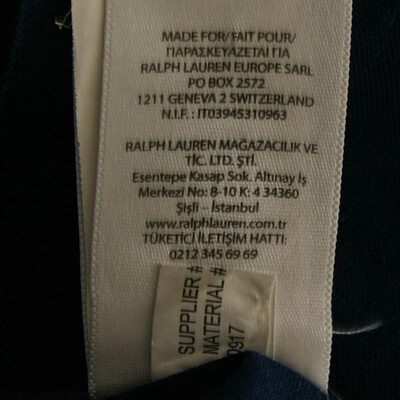 MADE FOR/FAIT POUR/
ΠΑΡΑΣΚΕΥΑΖΕΤΑΙ ΓΙΑ
RALPH LAUREN EUROPE SARL
PO BOX 2572
1211 GENEVA 2 SWITZERLAND
N.I.F. : IT03945310963
RALPH LAUREN MAĞAZACILIK VE
TİC. LTD. ŞTİ.
Esentepe Kasap Sok. Altınay İş
Merkezi No: 8-10 K: 4 34360
Şişli – İstanbul
www.ralphlauren.com.tr
TÜKETİCİ İLETİŞİM HATTI:
0212 345 69 69
SUPPLIER #
MATERIAL #
0917